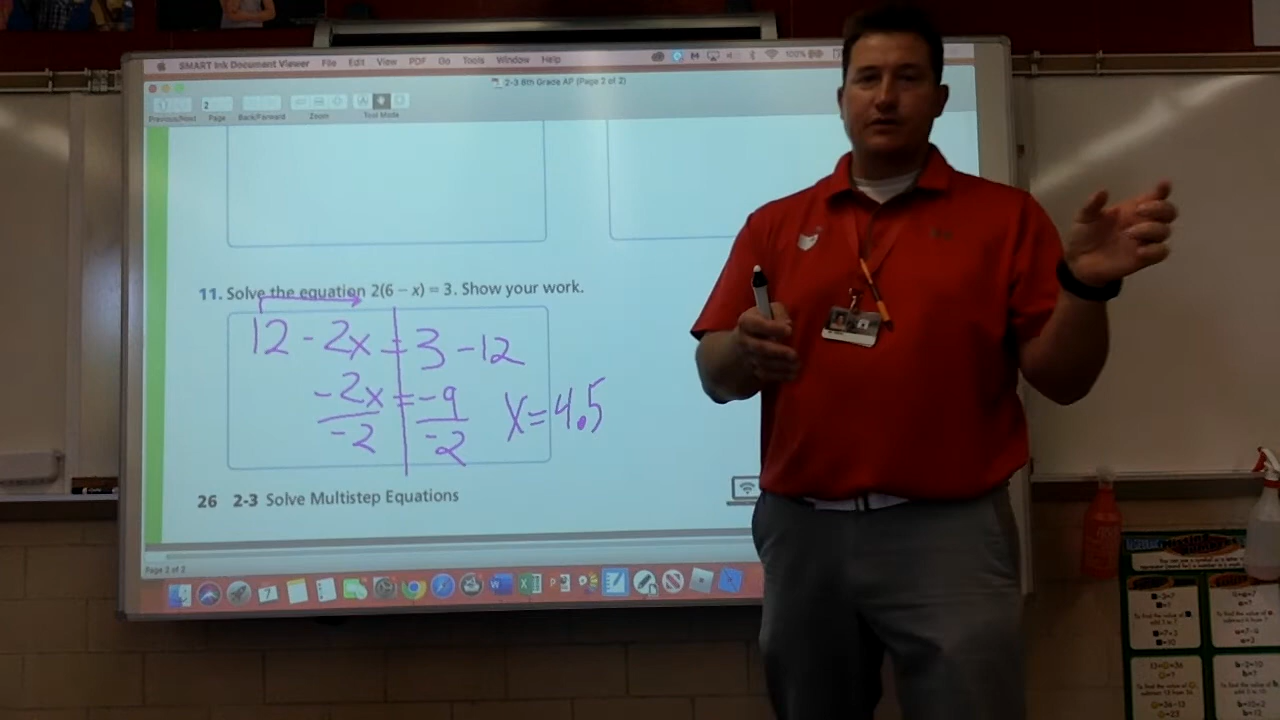 SMART Ink Document Viewer File Edit View PDF Go Tools Window Help 100%
2-3 8th Grade AP (Page 2 of 2)
2
Previous/Next Page Back/Forward Zoom Tool Mode
11. Solve the equation 2(6 − x) = 3. Show your work.
12 - 2x = 3 - 12
-2x = -9
-2 -2
X = 4.5
26 2-3 Solve Multistep Equations
Page 2 of 2